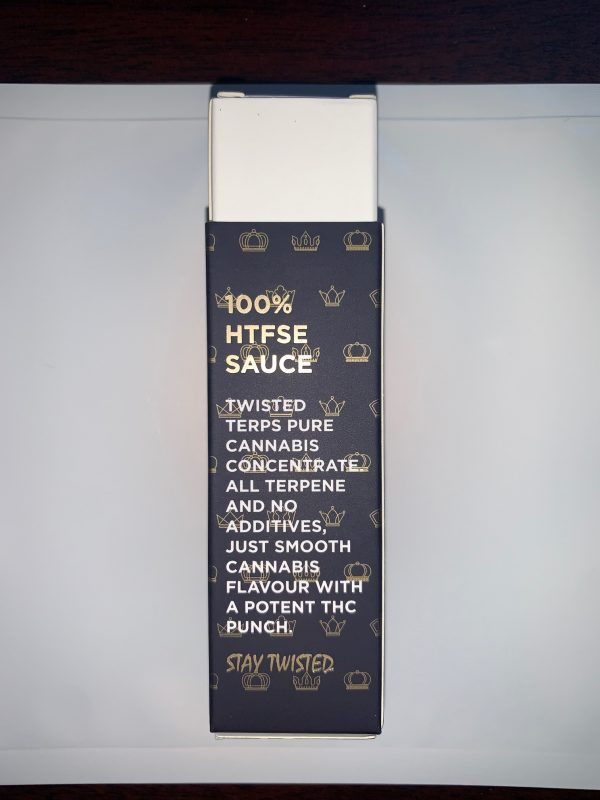 100%
HTFSE
SAUCE
TWISTED
TERPS PURE
CANNABIS
CONCENTRATE.
ALL TERPENE
AND NO
ADDITIVES,
JUST SMOOTH
CANNABIS
FLAVOUR WITH
A POTENT THC
PUNCH.
STAY TWISTED